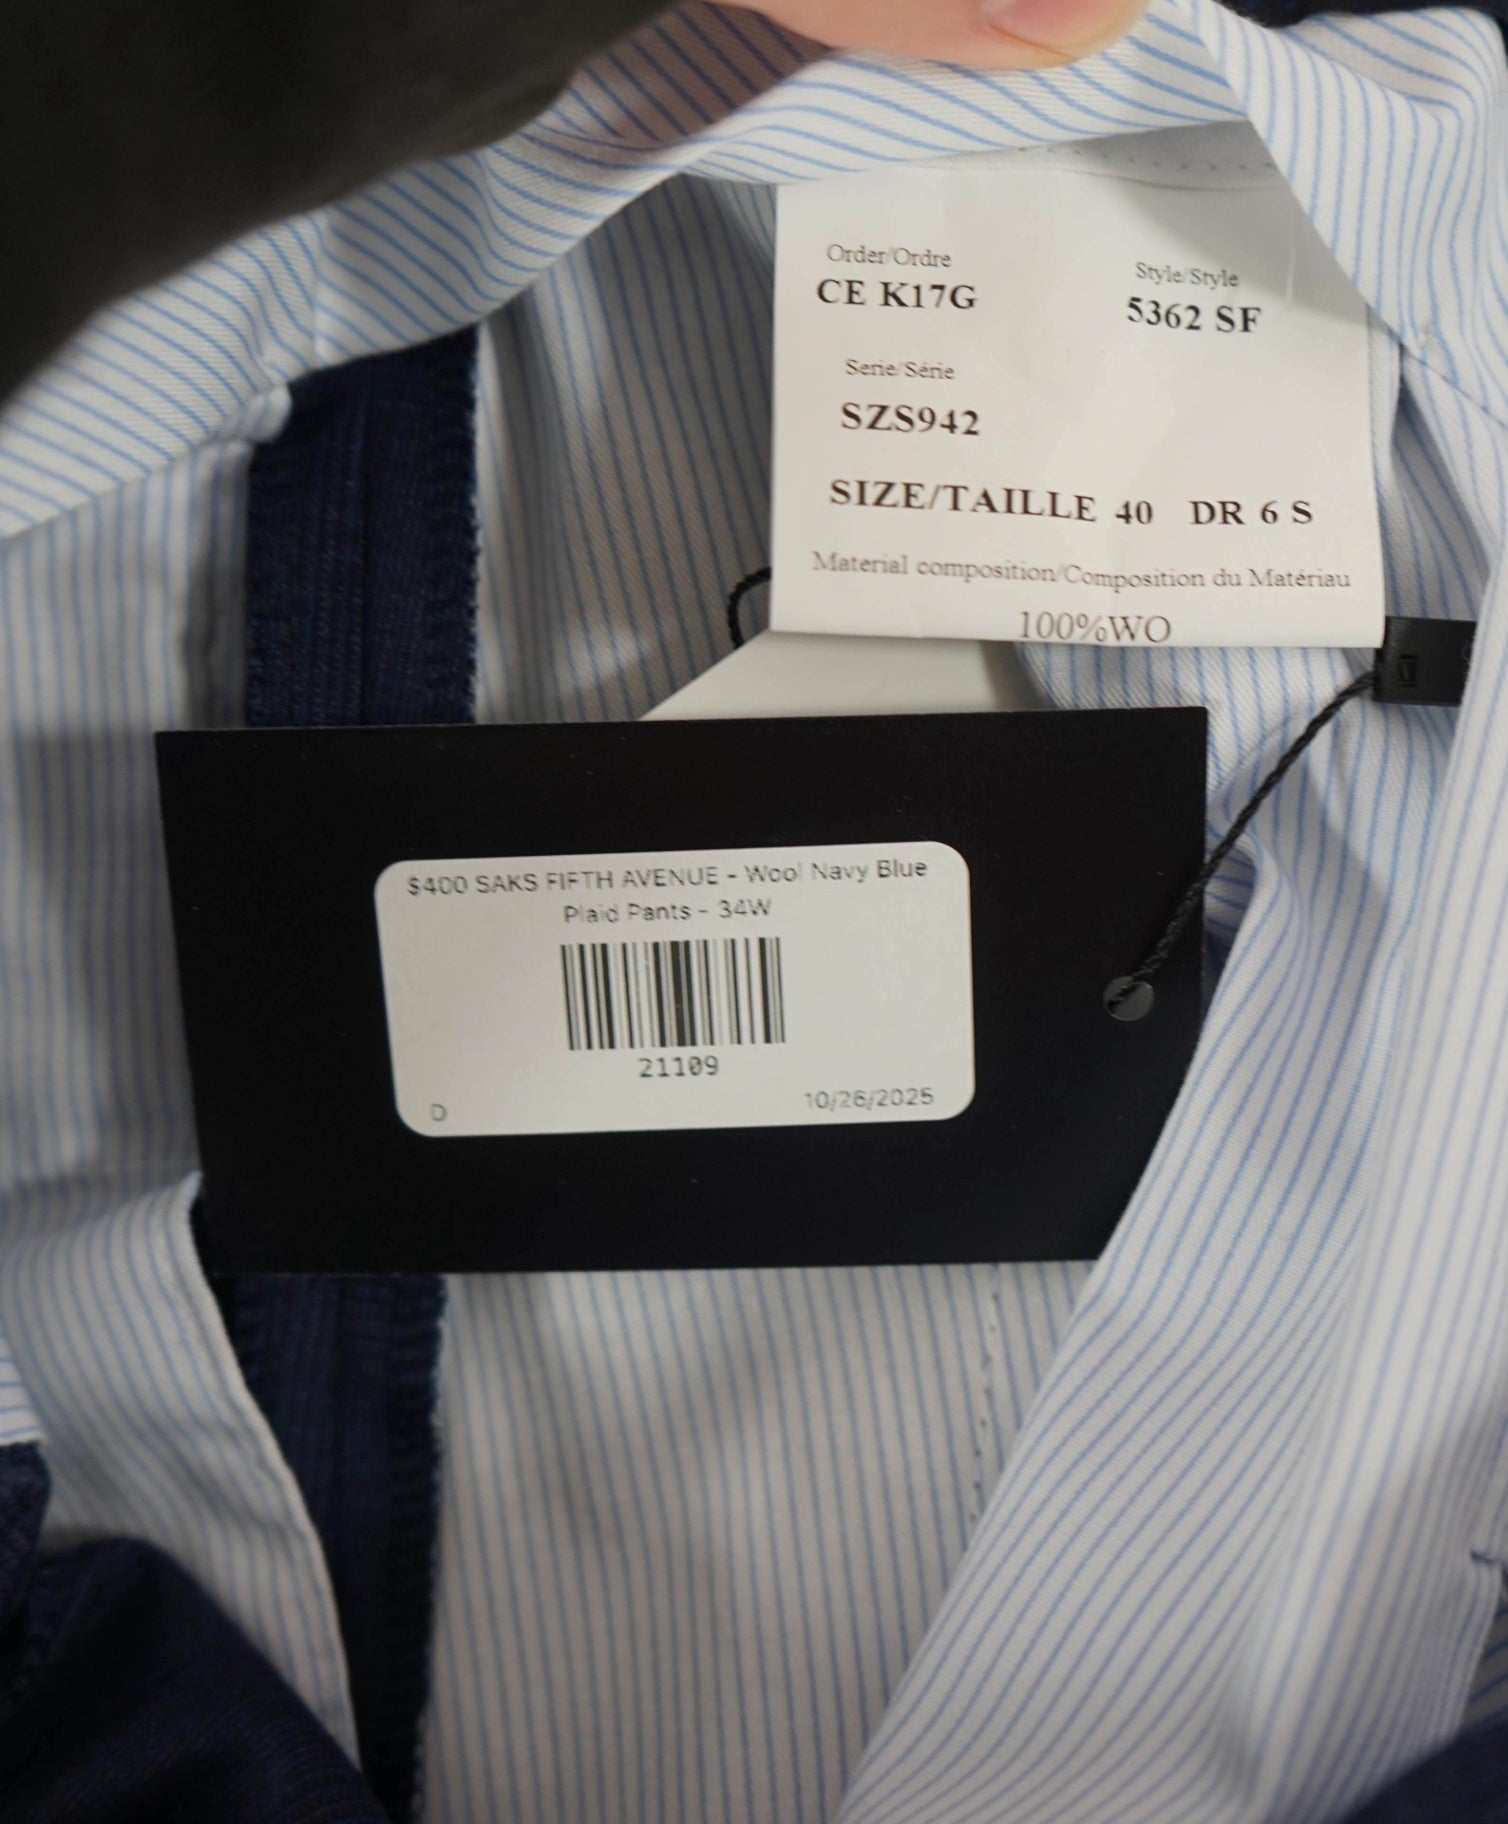 Order/Ordre
CE K17G
Style/Style
5362 SF
Serie/Série
SZS942
SIZE/TAILLE 40 DR 6 S
Material composition/Composition du Matériau
100%WO
$400 SAKS FIFTH AVENUE - Wool Navy Blue
Plaid Pants - 34W
21109
D
10/26/2025